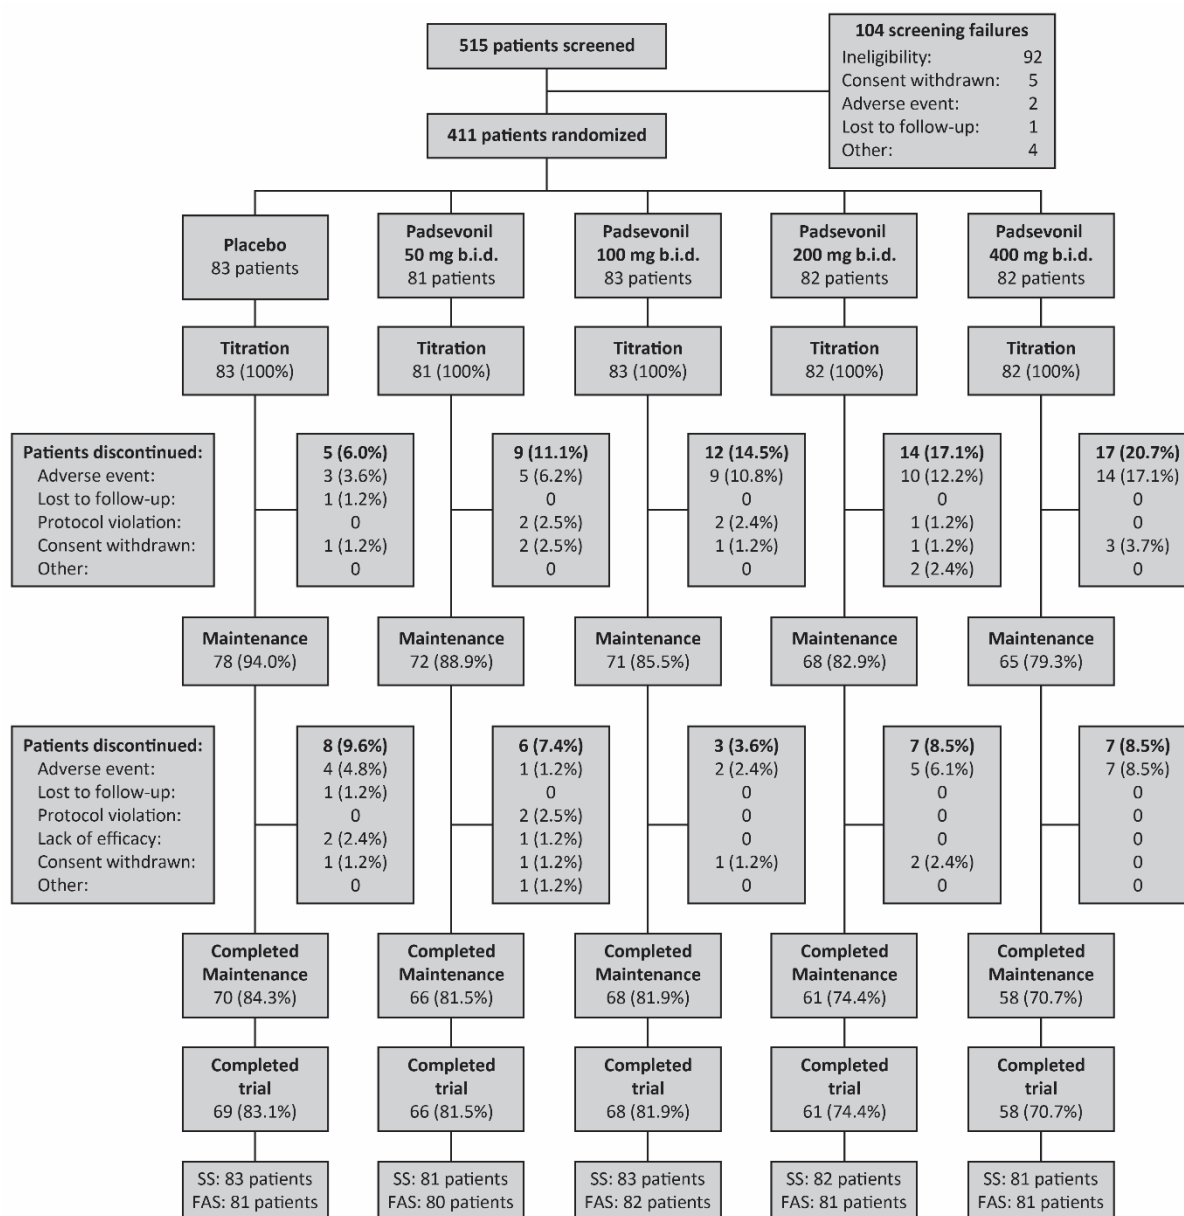 515 patients screened
104 screening failures
Ineligibility: 92
Consent withdrawn: 5
Adverse event: 2
Lost to follow-up: 1
Other: 4
411 patients randomized
Placebo
83 patients
Padsevonil
50 mg b.i.d.
81 patients
Padsevonil
100 mg b.i.d.
83 patients
Padsevonil
200 mg b.i.d.
82 patients
Padsevonil
400 mg b.i.d.
82 patients
Titration
83 (100%)
Titration
81 (100%)
Titration
83 (100%)
Titration
82 (100%)
Titration
82 (100%)
Patients discontinued: 5 (6.0%) 9 (11.1%) 12 (14.5%) 14 (17.1%) 17 (20.7%)
Adverse event: 3 (3.6%) 5 (6.2%) 9 (10.8%) 10 (12.2%) 14 (17.1%)
Lost to follow-up: 1 (1.2%) 0 0 0 0
Protocol violation: 0 2 (2.5%) 2 (2.4%) 1 (1.2%) 0
Consent withdrawn: 1 (1.2%) 2 (2.5%) 1 (1.2%) 1 (1.2%) 3 (3.7%)
Other: 0 0 0 2 (2.4%) 0
Maintenance
78 (94.0%)
Maintenance
72 (88.9%)
Maintenance
71 (85.5%)
Maintenance
68 (82.9%)
Maintenance
65 (79.3%)
Patients discontinued: 8 (9.6%) 6 (7.4%) 3 (3.6%) 7 (8.5%) 7 (8.5%)
Adverse event: 4 (4.8%) 1 (1.2%) 2 (2.4%) 5 (6.1%) 7 (8.5%)
Lost to follow-up: 1 (1.2%) 0 0 0 0
Protocol violation: 0 2 (2.5%) 0 0 0
Lack of efficacy: 2 (2.4%) 1 (1.2%) 0 0 0
Consent withdrawn: 1 (1.2%) 1 (1.2%) 1 (1.2%) 2 (2.4%) 0
Other: 0 1 (1.2%) 0 0 0
Completed
Maintenance
70 (84.3%)
Completed
Maintenance
66 (81.5%)
Completed
Maintenance
68 (81.9%)
Completed
Maintenance
61 (74.4%)
Completed
Maintenance
58 (70.7%)
Completed
trial
69 (83.1%)
Completed
trial
66 (81.5%)
Completed
trial
68 (81.9%)
Completed
trial
61 (74.4%)
Completed
trial
58 (70.7%)
SS: 83 patients
FAS: 81 patients
SS: 81 patients
FAS: 80 patients
SS: 83 patients
FAS: 82 patients
SS: 82 patients
FAS: 81 patients
SS: 81 patients
FAS: 81 patients